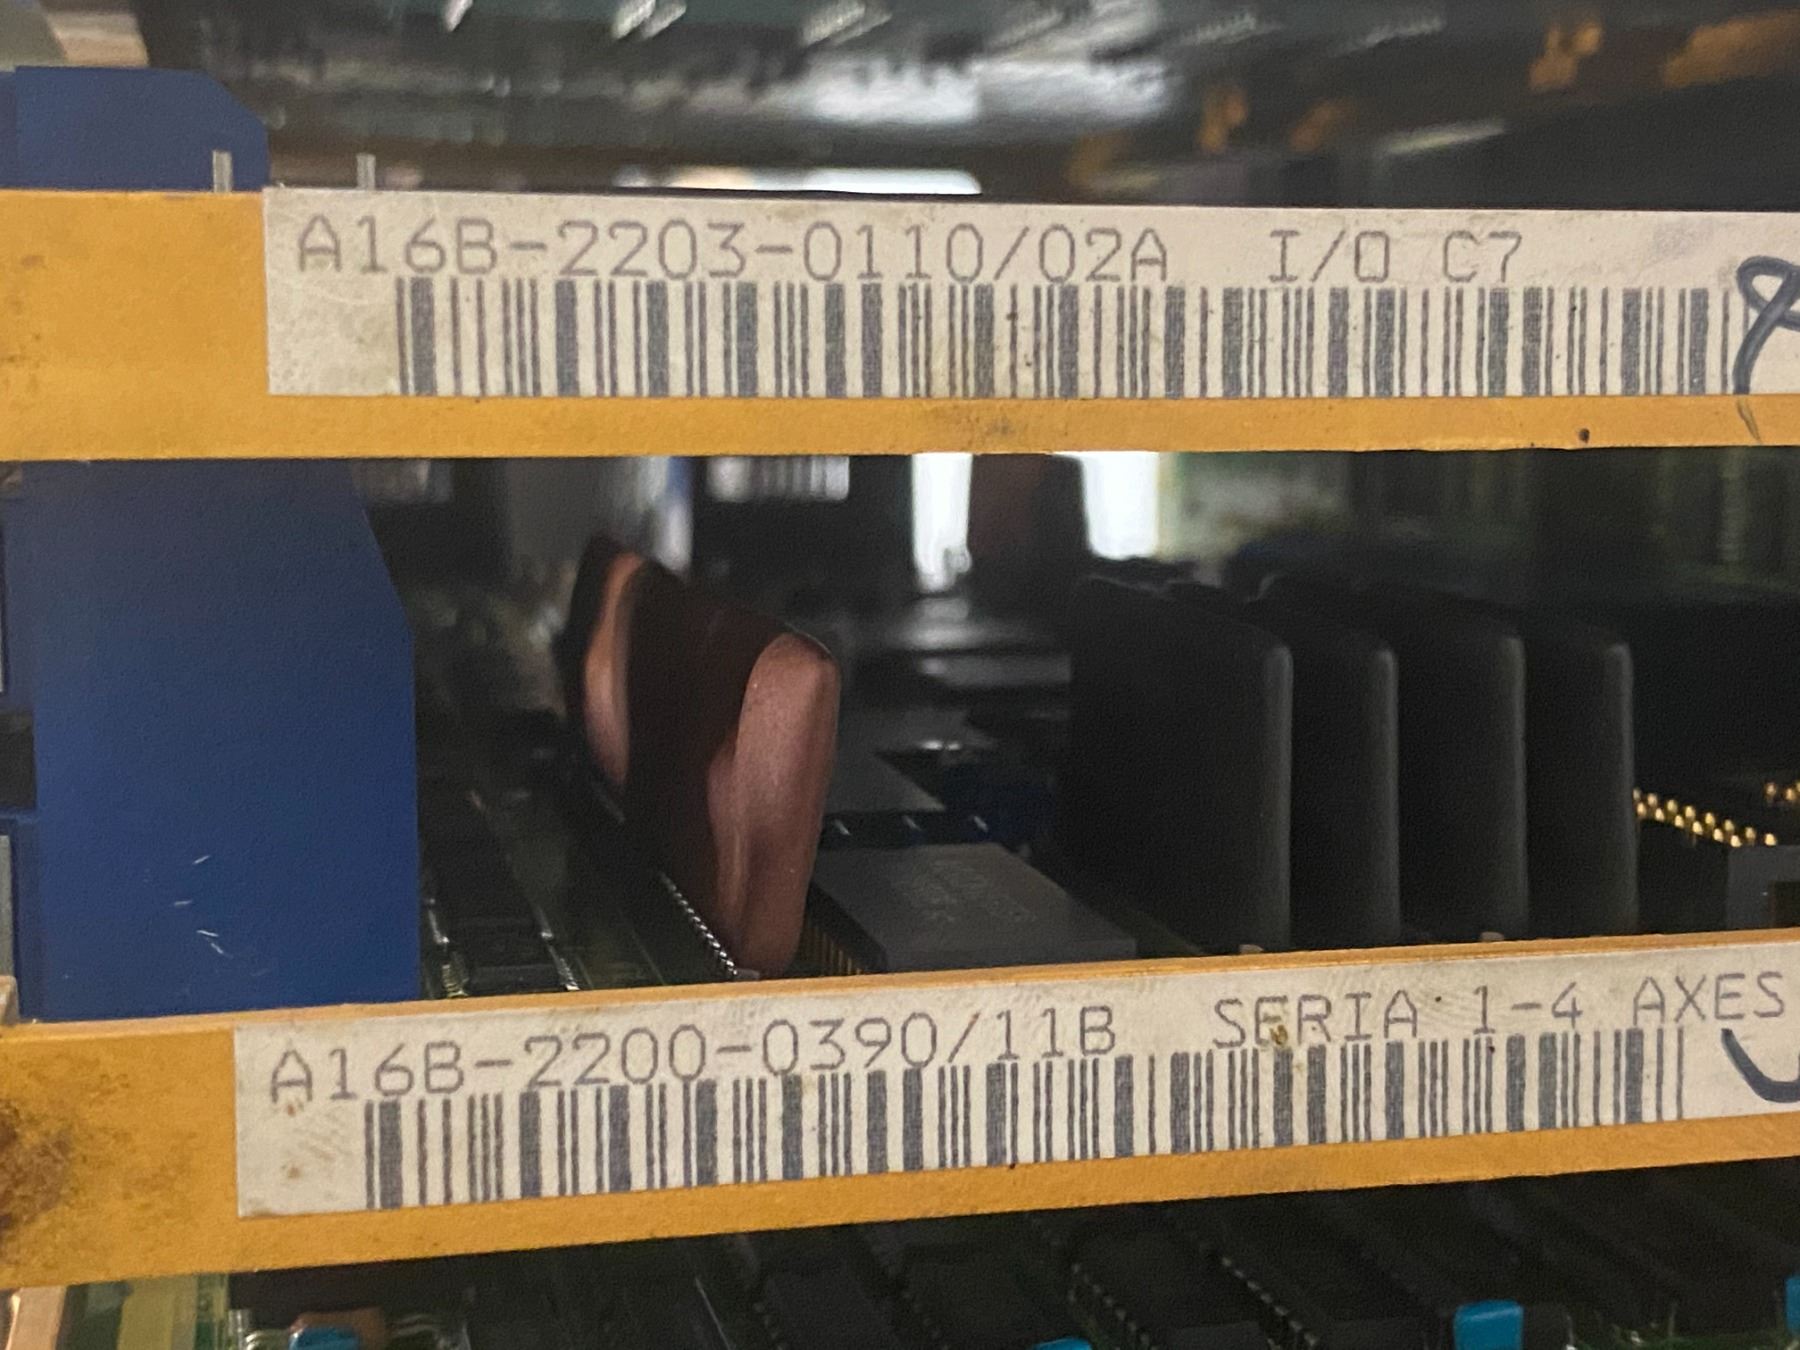 A16B-2203-0110/02A I/O C7
A16B-2200-0390/11B SERIA 1-4 AXES